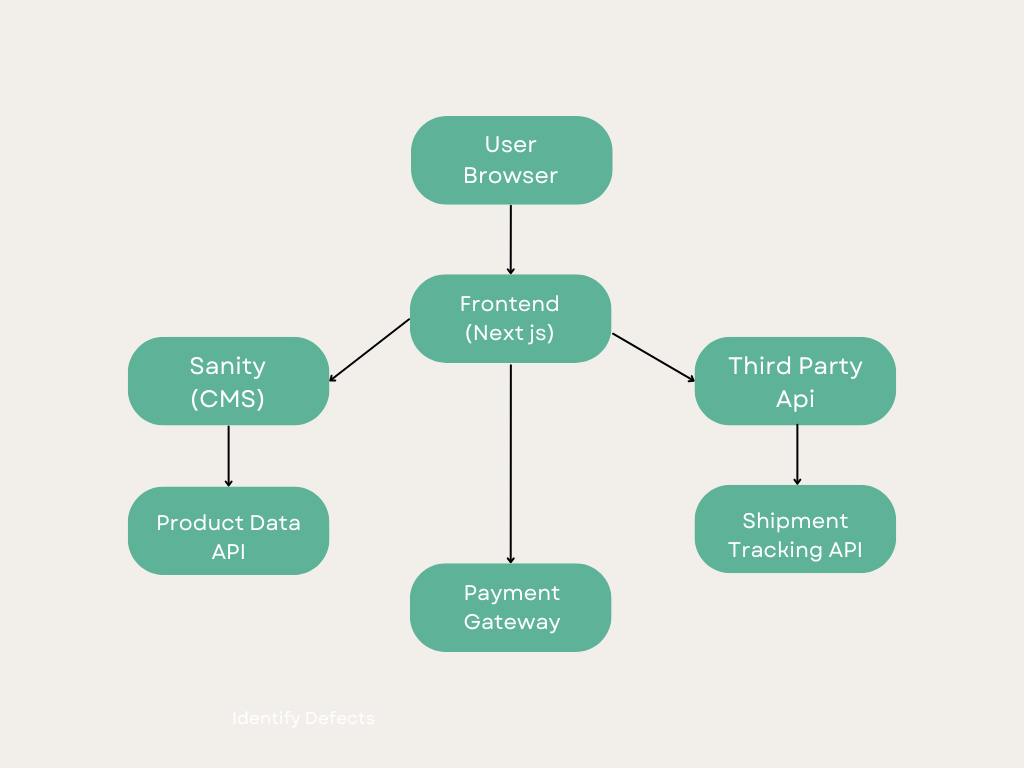 User
Browser
Frontend
(Next js)
Sanity
(CMS)
Third Party
Api
Product Data
API
Shipment
Tracking API
Payment
Gateway
Identify Defects